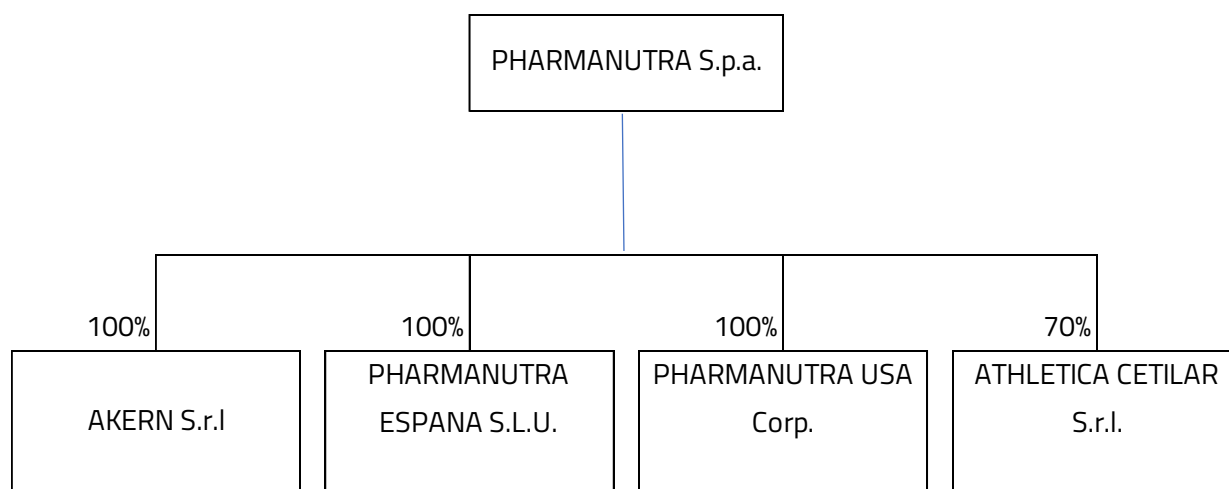 PHARMANUTRA S.p.a.
100%
100%
100%
70%
AKERN S.r.l
PHARMANUTRA
ESPANA S.L.U.
PHARMANUTRA USA
Corp.
ATHLETICA CETILAR
S.r.l.